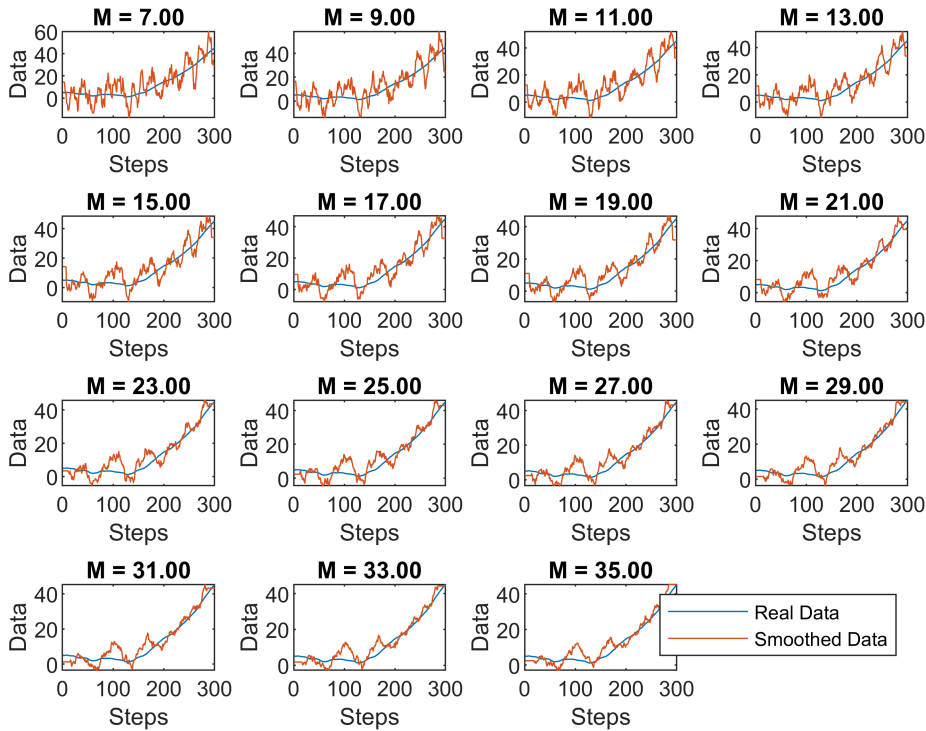 M = 7.00 M = 9.00 M = 11.00 M = 13.00
60
40
20
0
Data
0 100 200 300
Steps
40
20
0
Data
0 100 200 300
Steps
40
20
0
Data
0 100 200 300
Steps
40
20
0
Data
0 100 200 300
Steps
M = 15.00 M = 17.00 M = 19.00 M = 21.00
40
20
0
Data
0 100 200 300
Steps
40
20
0
Data
0 100 200 300
Steps
40
20
0
Data
0 100 200 300
Steps
40
20
0
Data
0 100 200 300
Steps
M = 23.00 M = 25.00 M = 27.00 M = 29.00
40
20
0
Data
0 100 200 300
Steps
40
20
0
Data
0 100 200 300
Steps
40
20
0
Data
0 100 200 300
Steps
40
20
0
Data
0 100 200 300
Steps
M = 31.00 M = 33.00 M = 35.00
40
20
0
Data
0 100 200 300
Steps
40
20
0
Data
0 100 200 300
Steps
40
20
0
Data
0 100 200 300
Steps
Real Data
Smoothed Data